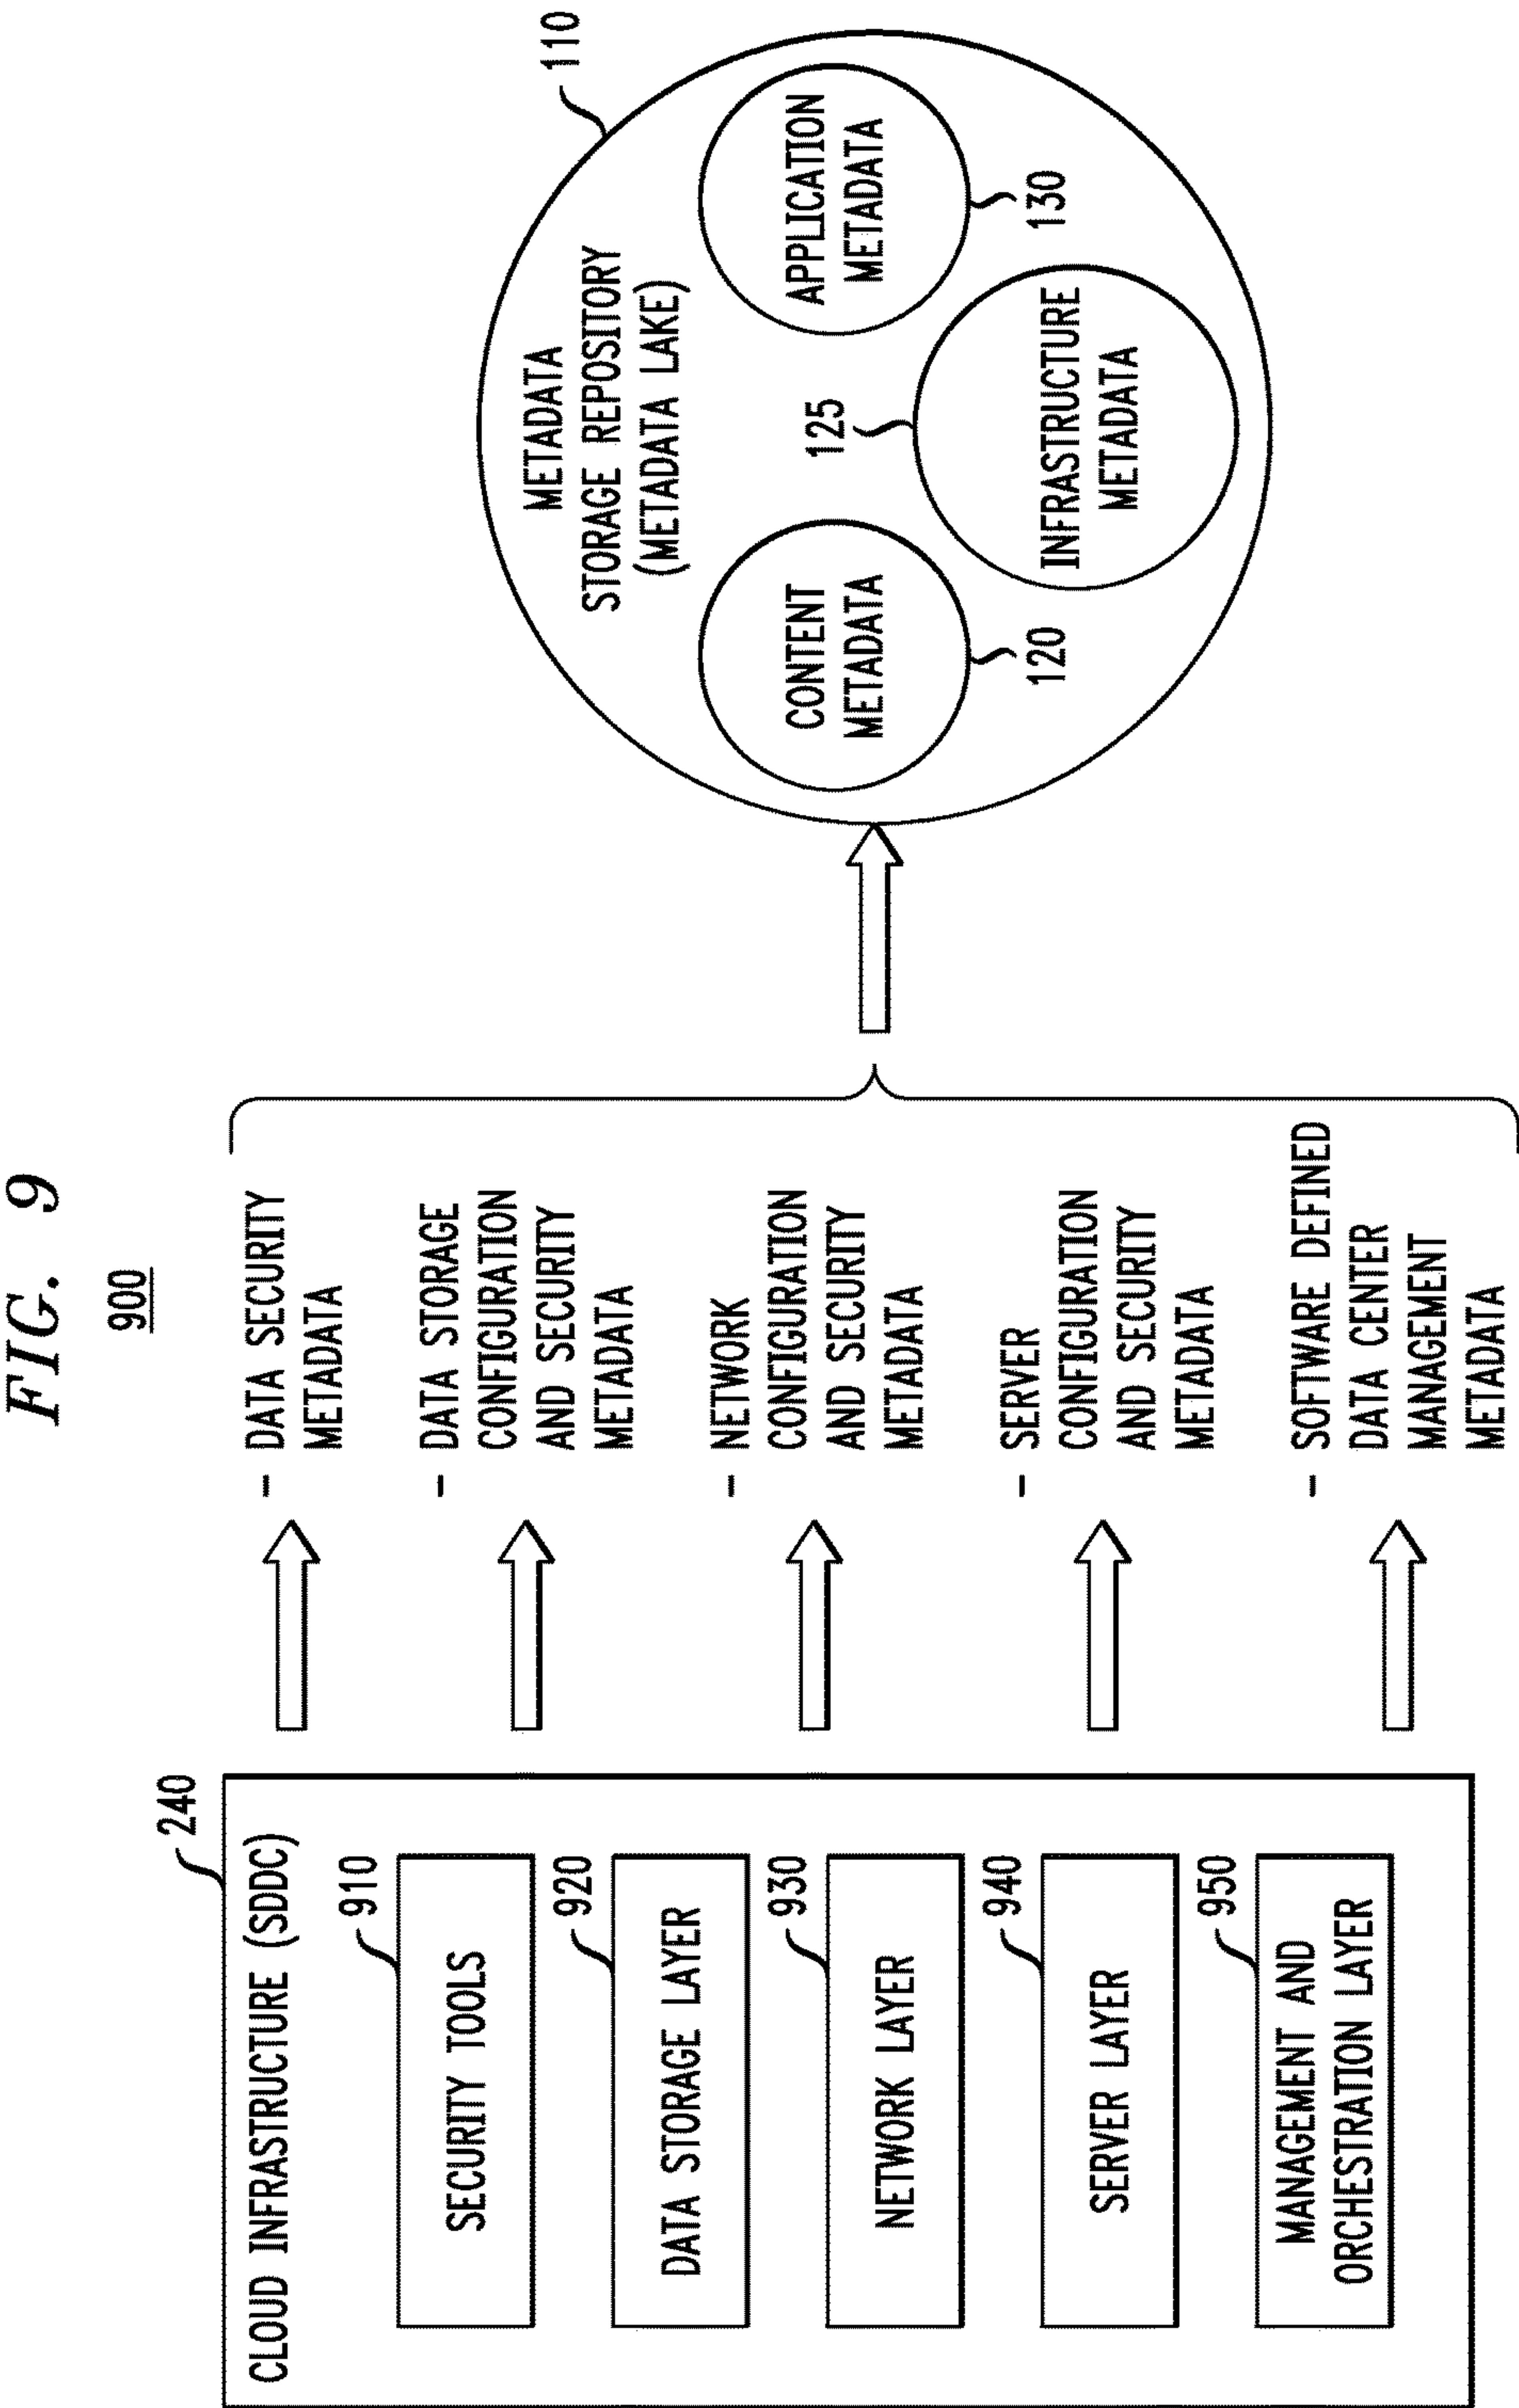 FIG. 9
900
240
CLOUD INFRASTRUCTURE (SDDC)
910
SECURITY TOOLS
920
DATA STORAGE LAYER
930
NETWORK LAYER
940
SERVER LAYER
950
MANAGEMENT AND
ORCHESTRATION LAYER
- DATA SECURITY
METADATA
- DATA STORAGE
CONFIGURATION
AND SECURITY
METADATA
- NETWORK
CONFIGURATION
AND SECURITY
METADATA
- SERVER
CONFIGURATION
AND SECURITY
METADATA
- SOFTWARE DEFINED
DATA CENTER
MANAGEMENT
METADATA
110
METADATA
STORAGE REPOSITORY
(METADATA LAKE)
CONTENT
METADATA
120
125
INFRASTRUCTURE
METADATA
APPLICATION
METADATA
130